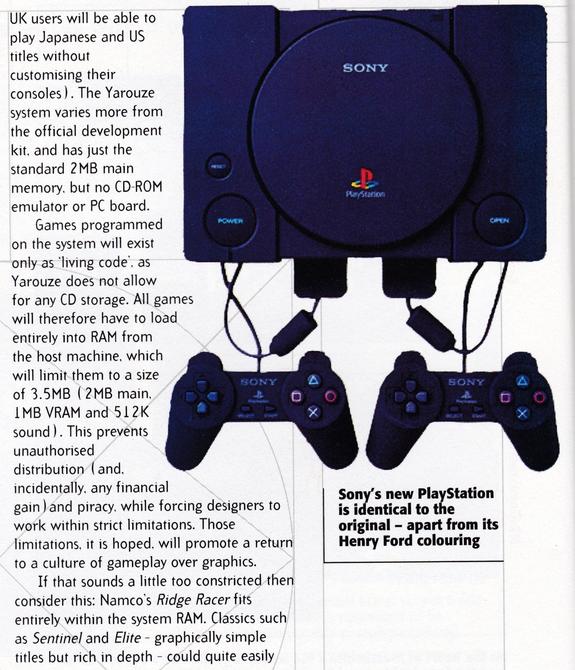 UK users will be able to
play Japanese and US
titles without
customising their
consoles). The Yarouze
system varies more from
the official development
kit, and has just the
standard 2MB main
memory, but no CD-ROM
emulator or PC board.
Games programmed
on the system will exist
only as 'living code', as
Yarouze does not allow
for any CD storage. All games
will therefore have to load
entirely into RAM from
the host machine, which
will limit them to a size
of 3.5MB (2MB main,
1MB VRAM and 512K
sound). This prevents
unauthorised
distribution (and,
incidentally, any financial
gain) and piracy, while forcing designers to
work within strict limitations. Those
limitations, it is hoped, will promote a return
to a culture of gameplay over graphics.
If that sounds a little too constricted then
consider this: Namco's Ridge Racer fits
entirely within the system RAM. Classics such
as Sentinel and Elite - graphically simple
titles but rich in depth - could quite easily
SONY
RESET
PlayStation
POWER
OPEN
SONY
PlayStation
SELECT START
SONY
PlayStation
SELECT START
Sony's new PlayStation
is identical to the
original – apart from its
Henry Ford colouring